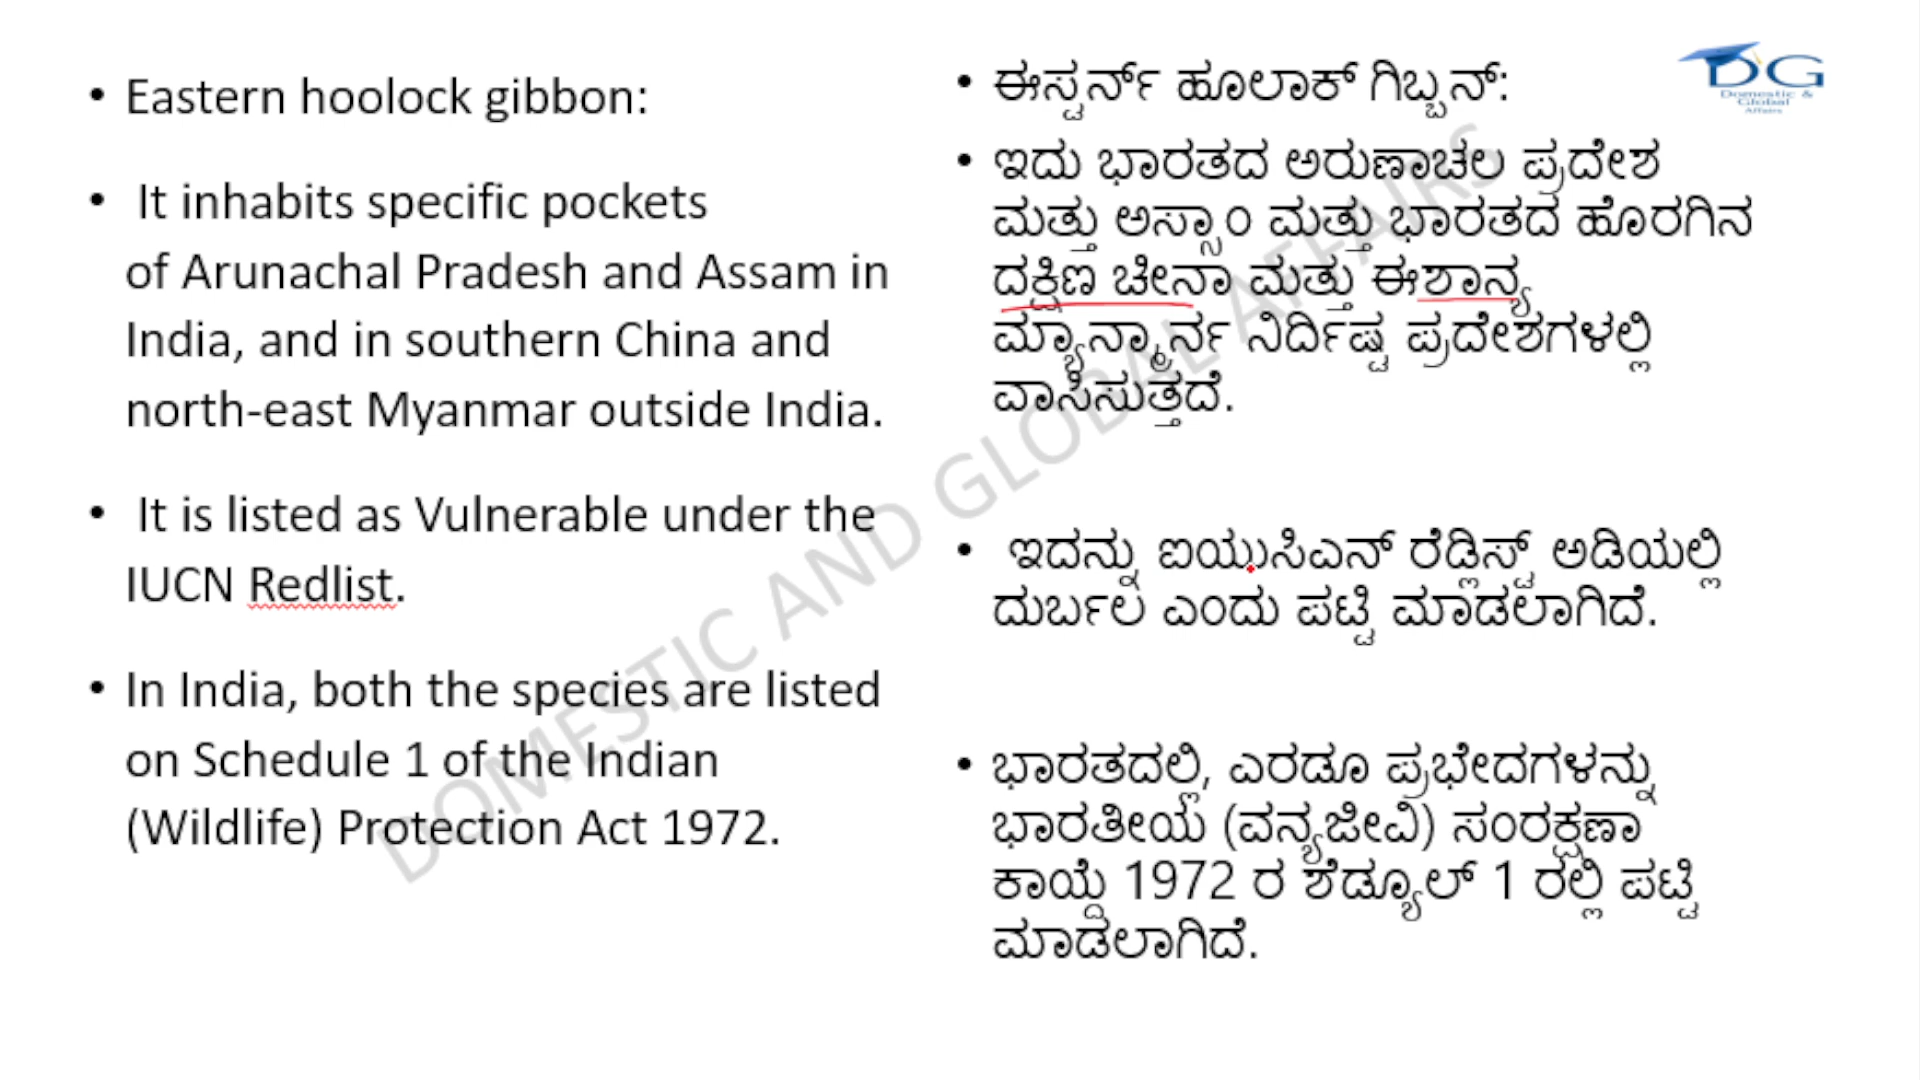 • Eastern hoolock gibbon:
•  It inhabits specific pockets
of Arunachal Pradesh and Assam in
India, and in southern China and
north-east Myanmar outside India.
•  It is listed as Vulnerable under the
IUCN Redlist.
• In India, both the species are listed
on Schedule 1 of the Indian
(Wildlife) Protection Act 1972.
• ಈಸ್ಟರ್ನ್ ಹೂಲಾಕ್ ಗಿಬ್ಬನ್:
• ಇದು ಭಾರತದ ಅರುಣಾಚಲ ಪ್ರದೇಶ
ಮತ್ತು ಅಸ್ಸಾಂ ಮತ್ತು ಭಾರತದ ಹೊರಗಿನ
ದಕ್ಷಿಣ ಚೀನಾ ಮತ್ತು ಈಶಾನ್ಯ
ಮ್ಯಾನ್ಮಾರ್ನ ನಿರ್ದಿಷ್ಟ ಪ್ರದೇಶಗಳಲ್ಲಿ
ವಾಸಿಸುತ್ತದೆ.
•  ಇದನ್ನು ಐಯುಸಿಎನ್ ರೆಡ್ಲಿಸ್ಟ್ ಅಡಿಯಲ್ಲಿ
ದುರ್ಬಲ ಎಂದು ಪಟ್ಟಿ ಮಾಡಲಾಗಿದೆ.
• ಭಾರತದಲ್ಲಿ, ಎರಡೂ ಪ್ರಭೇದಗಳನ್ನು
ಭಾರತೀಯ (ವನ್ಯಜೀವಿ) ಸಂರಕ್ಷಣಾ
ಕಾಯ್ದೆ 1972 ರ ಶೆಡ್ಯೂಲ್ 1 ರಲ್ಲಿ ಪಟ್ಟಿ
ಮಾಡಲಾಗಿದೆ.
DG
Domestic &
Global
Affairs
DOMESTIC AND GLOBAL AFFAIRS